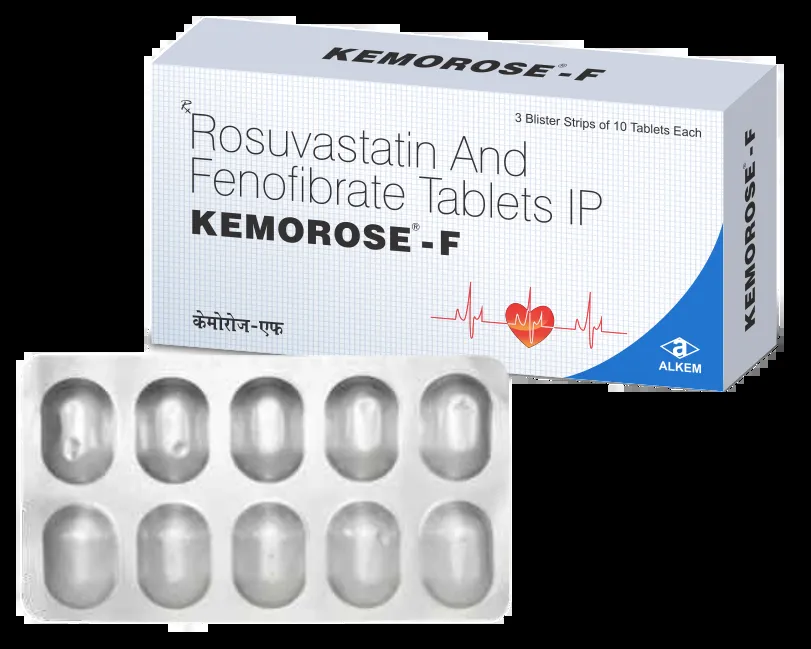 KEMOROSE®-F
℞
3 Blister Strips of 10 Tablets Each
Rosuvastatin And
Fenofibrate Tablets IP
KEMOROSE®-F
केमोरोज-एफ
ALKEM
KEMOROSE®-F